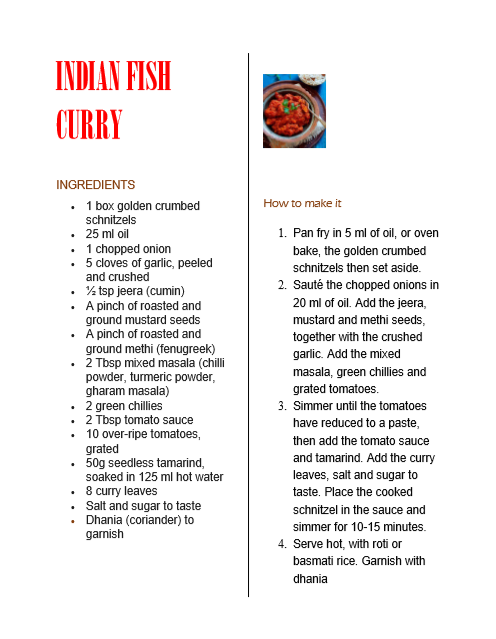 INDIAN FISH
CURRY
INGREDIENTS
• 1 box golden crumbed
schnitzels
• 25 ml oil
• 1 chopped onion
• 5 cloves of garlic, peeled
and crushed
• ½ tsp jeera (cumin)
• A pinch of roasted and
ground mustard seeds
• A pinch of roasted and
ground methi (fenugreek)
• 2 Tbsp mixed masala (chilli
powder, turmeric powder,
gharam masala)
• 2 green chillies
• 2 Tbsp tomato sauce
• 10 over-ripe tomatoes,
grated
• 50g seedless tamarind,
soaked in 125 ml hot water
• 8 curry leaves
• Salt and sugar to taste
• Dhania (coriander) to
garnish
How to make it
1. Pan fry in 5 ml of oil, or oven
bake, the golden crumbed
schnitzels then set aside.
2. Sauté the chopped onions in
20 ml of oil. Add the jeera,
mustard and methi seeds,
together with the crushed
garlic. Add the mixed
masala, green chillies and
grated tomatoes.
3. Simmer until the tomatoes
have reduced to a paste,
then add the tomato sauce
and tamarind. Add the curry
leaves, salt and sugar to
taste. Place the cooked
schnitzel in the sauce and
simmer for 10-15 minutes.
4. Serve hot, with roti or
basmati rice. Garnish with
dhania